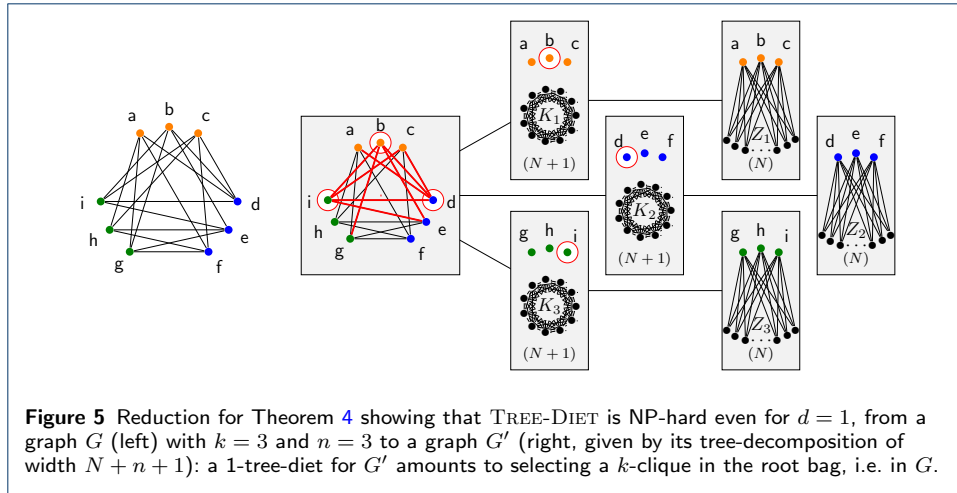 a b c
i d
h e
g f
a b c
i d
h e
g f
a b c
K₁
(N + 1)
d e f
K₂
(N + 1)
g h i
K₃
(N + 1)
a b c
Z₁
(N)
d e f
Z₂
(N)
g h i
Z₃
(N)
Figure 5 Reduction for Theorem 4 showing that TREE-DIET is NP-hard even for d = 1, from a
graph G (left) with k = 3 and n = 3 to a graph G′ (right, given by its tree-decomposition of
width N + n + 1): a 1-tree-diet for G′ amounts to selecting a k-clique in the root bag, i.e. in G.